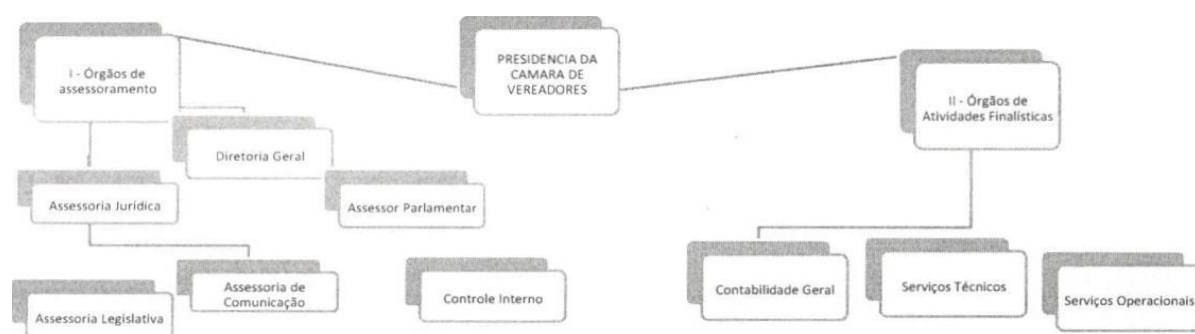 PRESIDENCIA DA
CAMARA DE
VEREADORES
I - Órgãos de
assessoramento
II - Órgãos de
Atividades Finalísticas
Diretoria Geral
Assessoria Jurídica
Assessor Parlamentar
Assessoria de
Comunicação
Controle Interno
Assessoria Legislativa
Contabilidade Geral
Serviços Técnicos
Serviços Operacionais